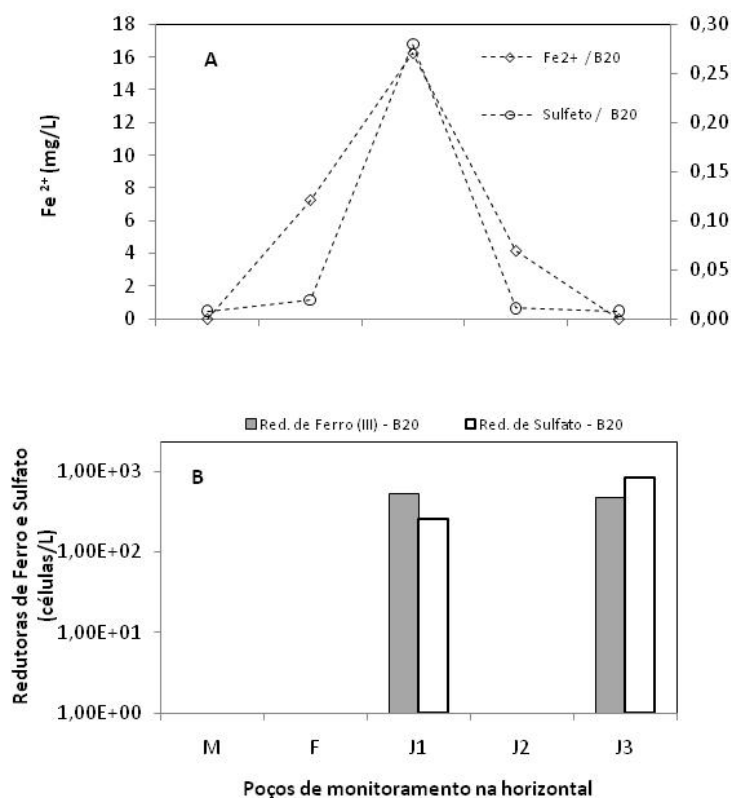 18
16
14
12
10
8
6
4
2
0
Fe ²⁺ (mg/L)
A
Fe2+ / B20
Sulfeto / B20
0,30
0,25
0,20
0,15
0,10
0,05
0,00
Red. de Ferro (III) - B20 Red. de Sulfato - B20
Redutoras de Ferro e Sulfato
(células/L)
B
1,00E+03
1,00E+02
1,00E+01
1,00E+00
M F J1 J2 J3
Poços de monitoramento na horizontal